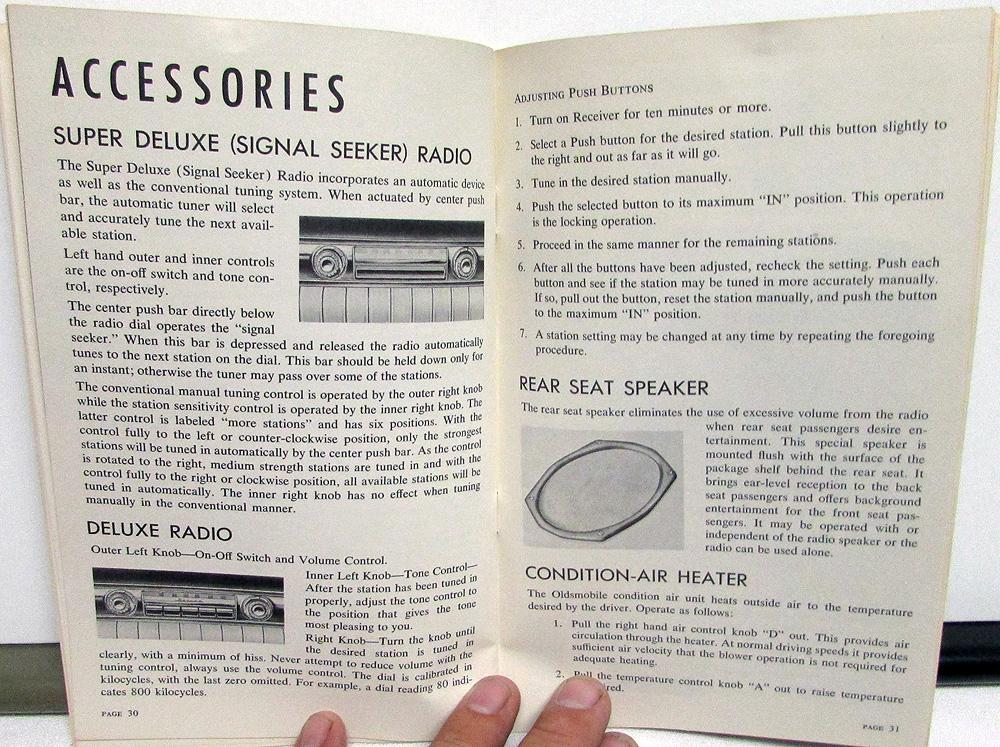 ACCESSORIES
SUPER DELUXE (SIGNAL SEEKER) RADIO
The Super Deluxe (Signal Seeker) Radio incorporates an automatic device
as well as the conventional tuning system. When actuated by center push
bar, the automatic tuner will select
and accurately tune the next avail-
able station.
Left hand outer and inner controls
are the on-off switch and tone con-
trol, respectively.
The center push bar directly below
the radio dial operates the “signal
seeker.” When this bar is depressed and released the radio automatically
tunes to the next station on the dial. This bar should be held down only for
an instant; otherwise the tuner may pass over some of the stations.
The conventional manual tuning control is operated by the outer right knob
while the station sensitivity control is operated by the inner right knob. The
latter control is labeled “more stations” and has six positions. With the
control fully to the left or counter-clockwise position, only the strongest
stations will be tuned in automatically by the center push bar. As the control
is rotated to the right, medium strength stations are tuned in and with the
control fully to the right or clockwise position, all available stations will be
tuned in automatically. The inner right knob has no effect when tuning
manually in the conventional manner.
DELUXE RADIO
Outer Left Knob—On-Off Switch and Volume Control.
Inner Left Knob—Tone Control—
After the station has been tuned in
properly, adjust the tone control to
the position that gives the tone
most pleasing to you.
Right Knob—Turn the knob until
the desired station is tuned in
clearly, with a minimum of hiss. Never attempt to reduce volume with the
tuning control, always use the volume control. The dial is calibrated in
kilocycles, with the last zero omitted. For example, a dial reading 80 indi-
cates 800 kilocycles.
PAGE 30
ADJUSTING PUSH BUTTONS
1. Turn on Receiver for ten minutes or more.
2. Select a Push button for the desired station. Pull this button slightly to
the right and out as far as it will go.
3. Tune in the desired station manually.
4. Push the selected button to its maximum “IN” position. This operation
is the locking operation.
5. Proceed in the same manner for the remaining stations.
6. After all the buttons have been adjusted, recheck the setting. Push each
button and see if the station may be tuned in more accurately manually.
If so, pull out the button, reset the station manually, and push the button
to the maximum “IN” position.
7. A station setting may be changed at any time by repeating the foregoing
procedure.
REAR SEAT SPEAKER
The rear seat speaker eliminates the use of excessive volume from the radio
when rear seat passengers desire en-
tertainment. This special speaker is
mounted flush with the surface of the
package shelf behind the rear seat. It
brings ear-level reception to the back
seat passengers and offers background
entertainment for the front seat pas-
sengers. It may be operated with or
independent of the radio speaker or the
radio can be used alone.
CONDITION-AIR HEATER
The Oldsmobile condition air unit heats outside air to the temperature
desired by the driver. Operate as follows:
1. Pull the right hand air control knob “D” out. This provides air
circulation through the heater. At normal driving speeds it provides
sufficient air velocity that the blower operation is not required for
adequate heating.
2. Pull the temperature control knob “A” out to raise temperature
PAGE 31